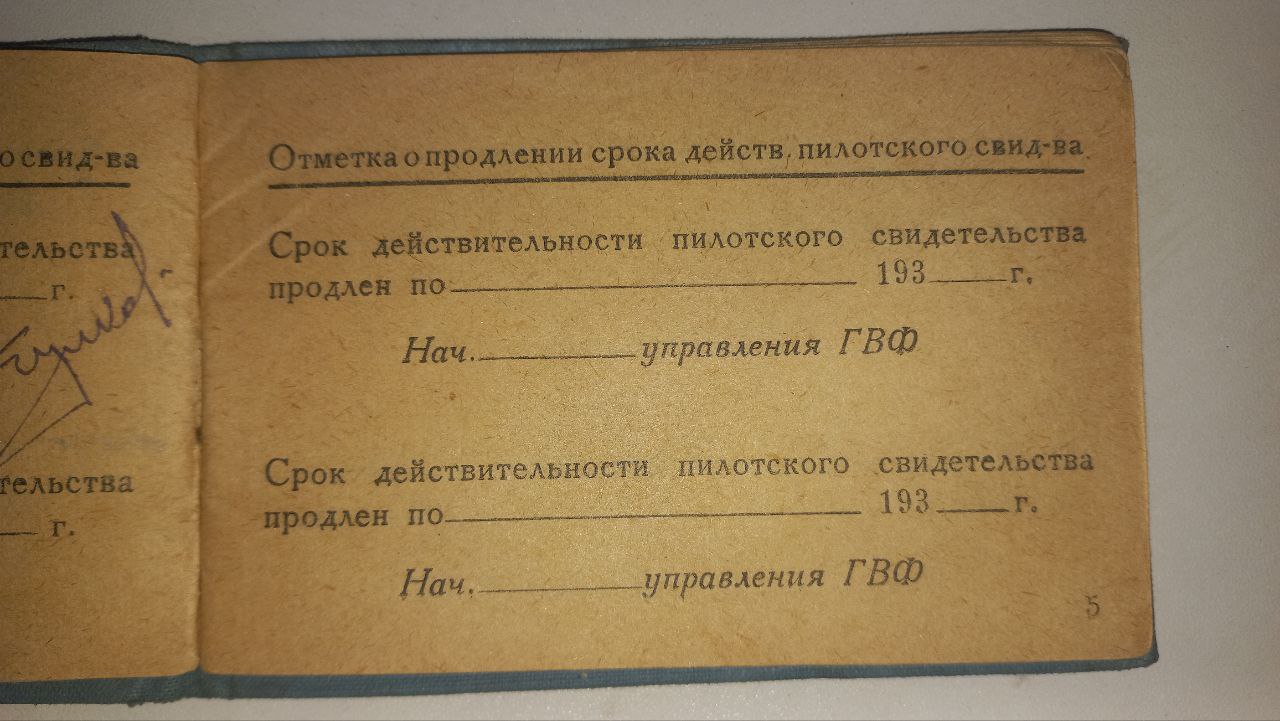 о свид-ва
тельства
г.
тельства
г.
Отметка о продлении срока действ. пилотского свид-ва
Срок действительности пилотского свидетельства
продлен по 193 г.
Нач. управления ГВФ
Срок действительности пилотского свидетельства
продлен по 193 г.
Нач. управления ГВФ
5